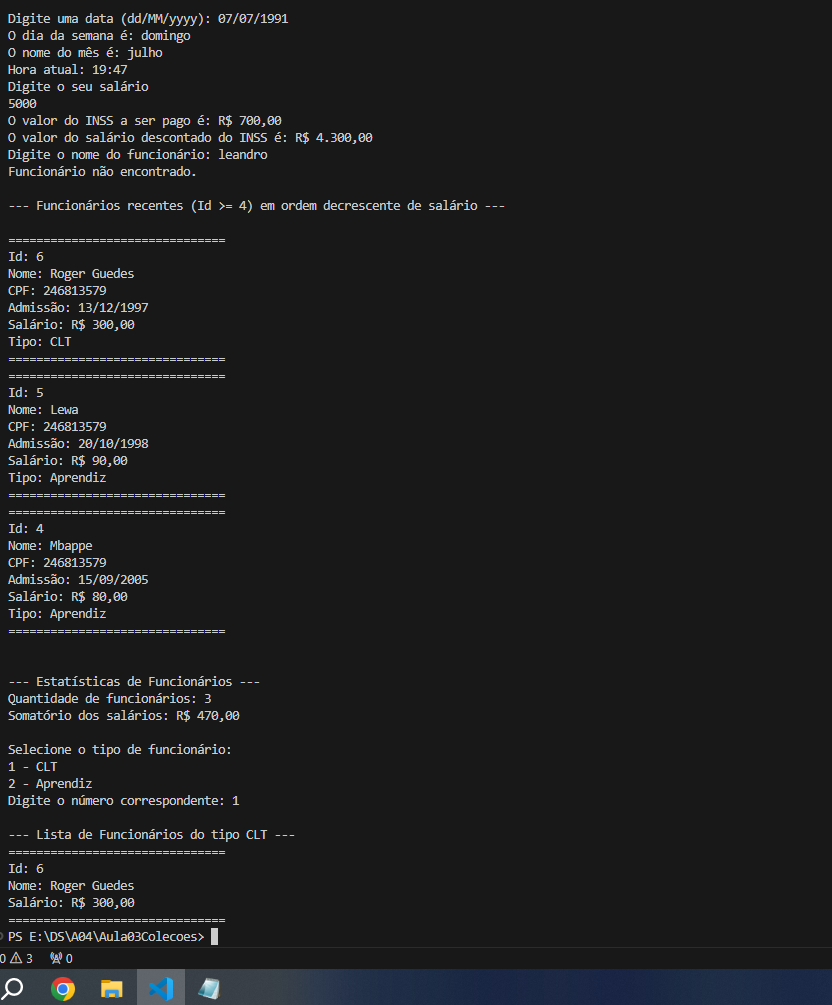 Digite uma data (dd/MM/yyyy): 07/07/1991
O dia da semana é: domingo
O nome do mês é: julho
Hora atual: 19:47
Digite o seu salário
5000
O valor do INSS a ser pago é: R$ 700,00
O valor do salário descontado do INSS é: R$ 4.300,00
Digite o nome do funcionário: leandro
Funcionário não encontrado.
--- Funcionários recentes (Id >= 4) em ordem decrescente de salário ---
===============================
Id: 6
Nome: Roger Guedes
CPF: 246813579
Admissão: 13/12/1997
Salário: R$ 300,00
Tipo: CLT
===============================
===============================
Id: 5
Nome: Lewa
CPF: 246813579
Admissão: 20/10/1998
Salário: R$ 90,00
Tipo: Aprendiz
===============================
===============================
Id: 4
Nome: Mbappe
CPF: 246813579
Admissão: 15/09/2005
Salário: R$ 80,00
Tipo: Aprendiz
===============================
--- Estatísticas de Funcionários ---
Quantidade de funcionários: 3
Somatório dos salários: R$ 470,00
Selecione o tipo de funcionário:
1 - CLT
2 - Aprendiz
Digite o número correspondente: 1
--- Lista de Funcionários do tipo CLT ---
===============================
Id: 6
Nome: Roger Guedes
Salário: R$ 300,00
===============================
PS E:\DS\A04\Aula03Colecoes>
0 3 0